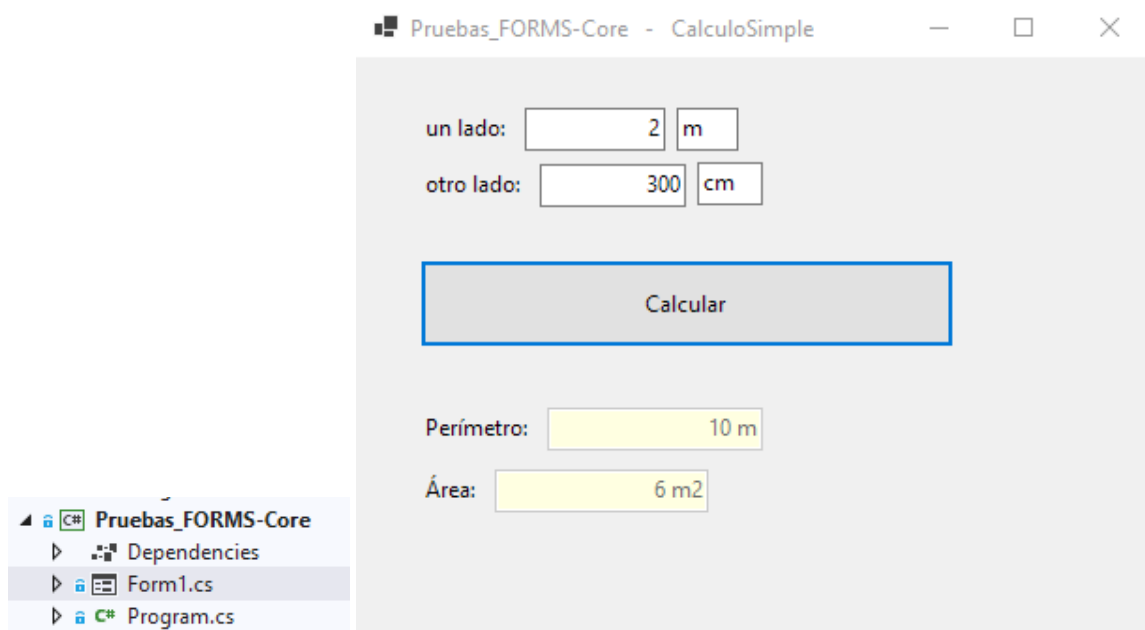 Pruebas_FORMS-Core - CalculoSimple
un lado: 2 m
otro lado: 300 cm
Calcular
Perímetro: 10 m
Área: 6 m2
C# Pruebas_FORMS-Core
Dependencies
Form1.cs
C# Program.cs